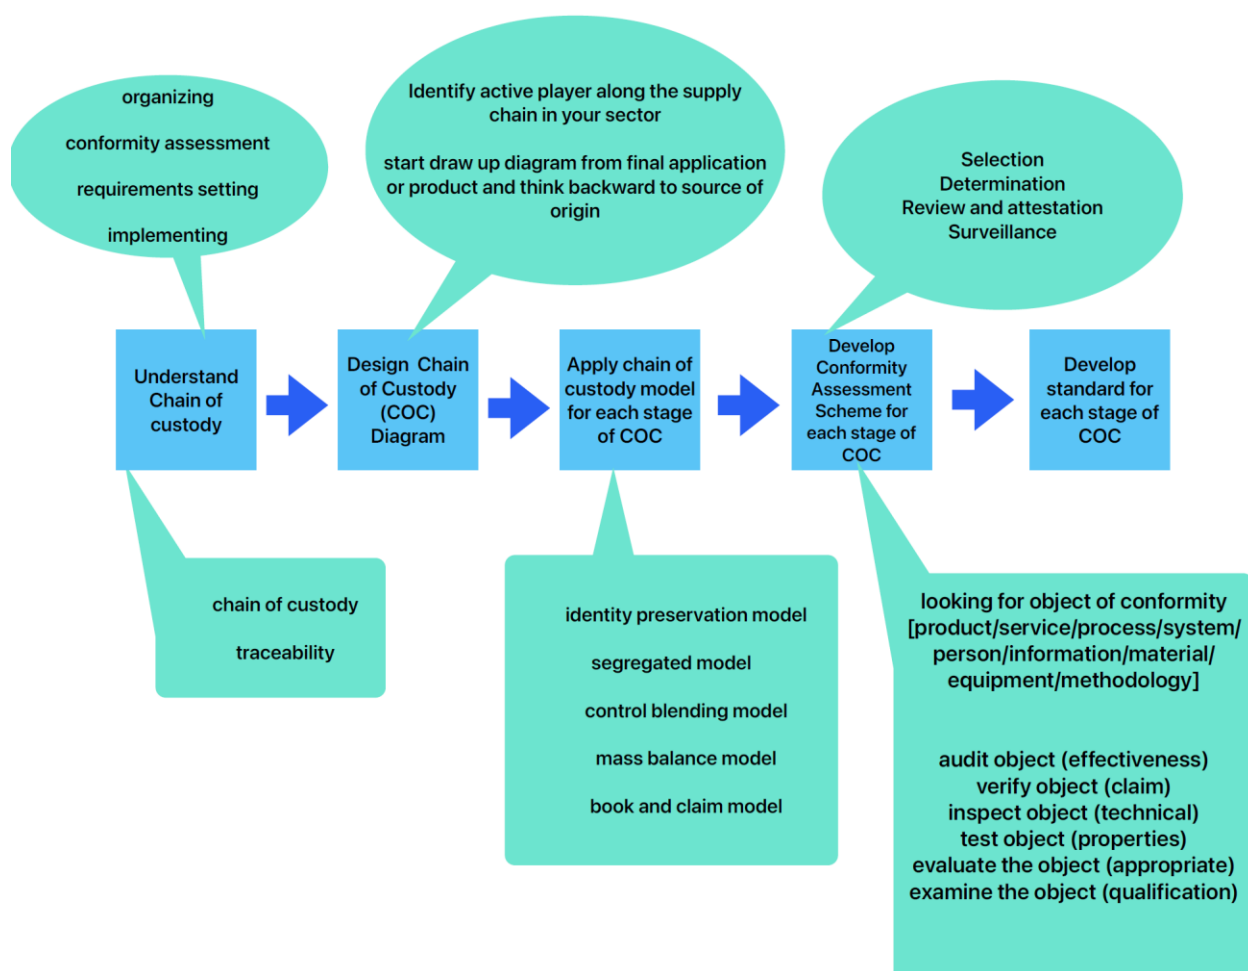 organizing
conformity assessment
requirements setting
implementing
Identify active player along the supply
chain in your sector
start draw up diagram from final application
or product and think backward to source of
origin
Selection
Determination
Review and attestation
Surveillance
Understand
Chain of
custody
Design Chain
of Custody
(COC)
Diagram
Apply chain of
custody model
for each stage
of COC
Develop
Conformity
Assessment
Scheme for
each stage of
COC
Develop
standard for
each stage of
COC
chain of custody
traceability
identity preservation model
segregated model
control blending model
mass balance model
book and claim model
looking for object of conformity
[product/service/process/system/
person/information/material/
equipment/methodology]
audit object (effectiveness)
verify object (claim)
inspect object (technical)
test object (properties)
evaluate the object (appropriate)
examine the object (qualification)